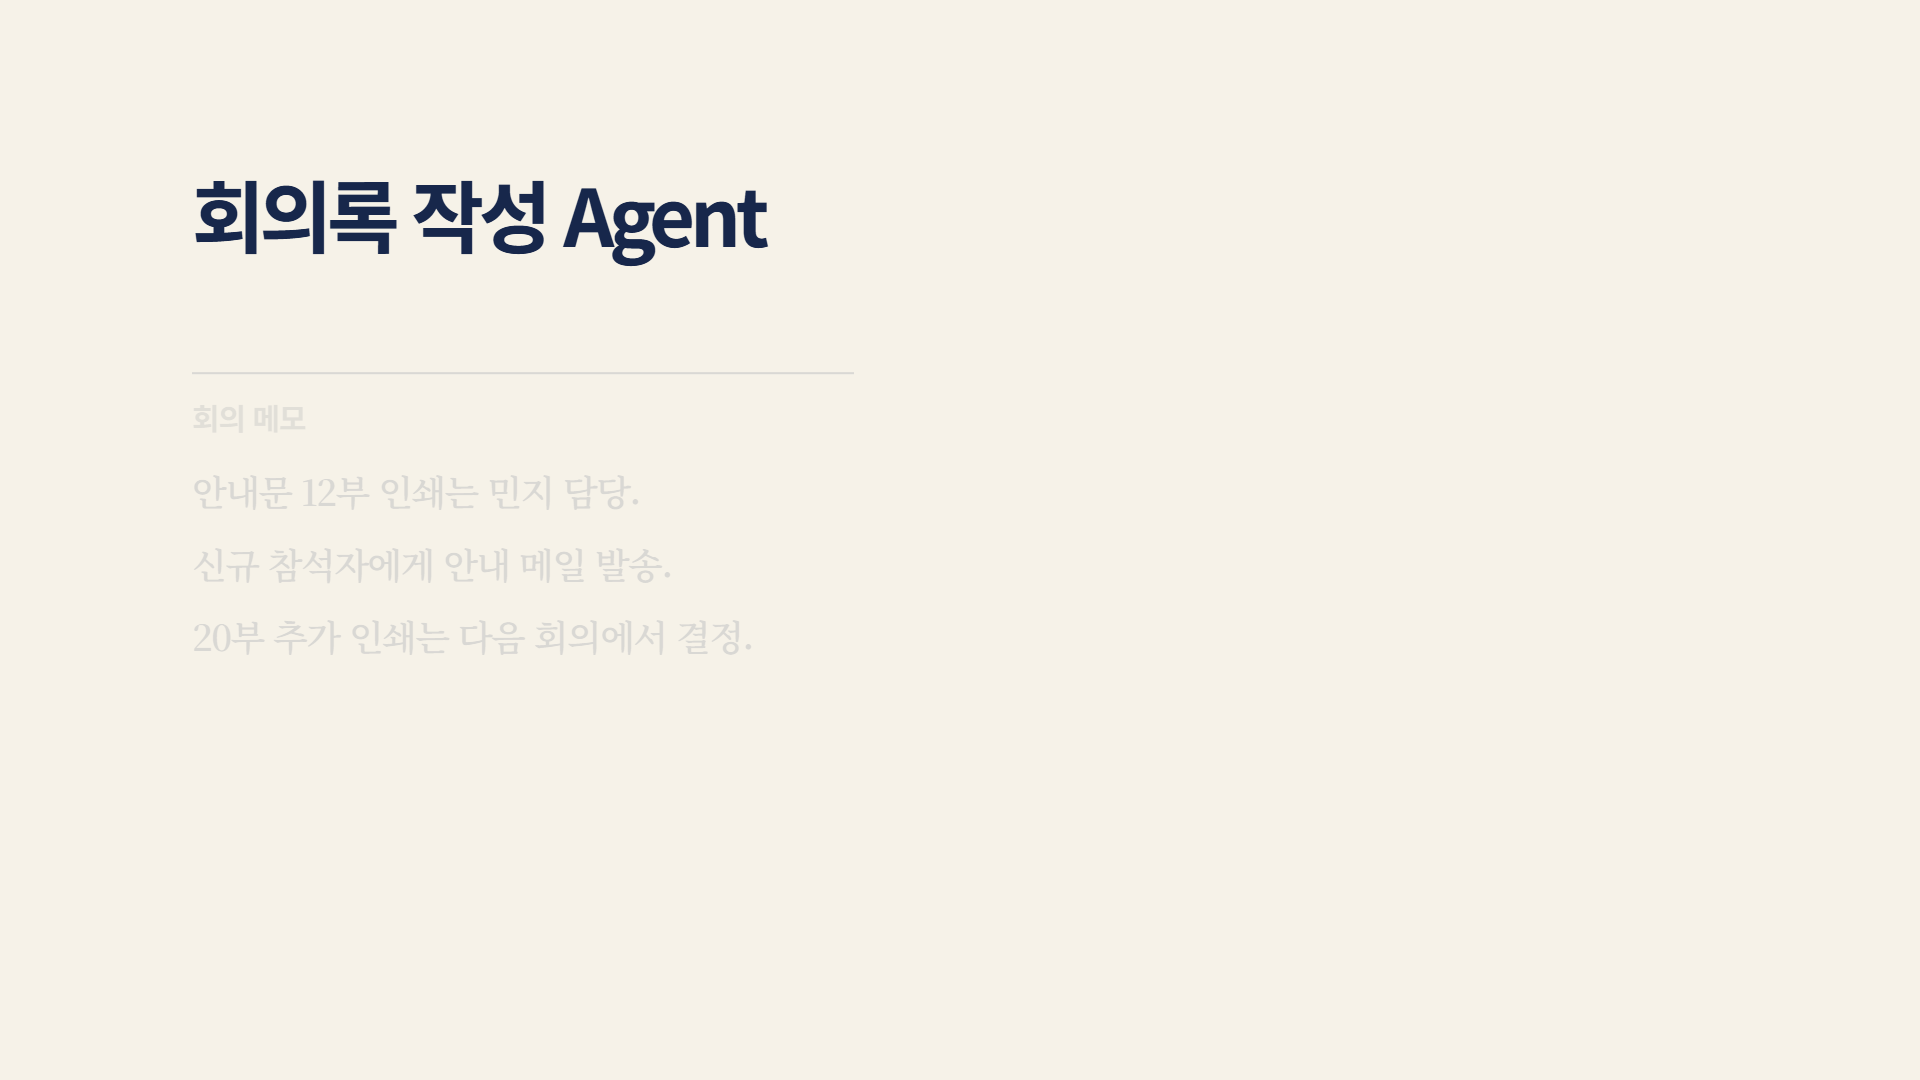 회의록 작성 Agent
회의 메모
안내문 12부 인쇄는 민지 담당.
신규 참석자에게 안내 메일 발송.
20부 추가 인쇄는 다음 회의에서 결정.